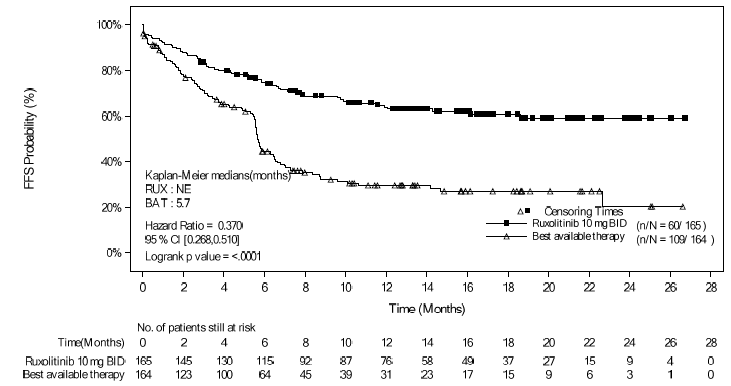 100%
80%
60%
40%
20%
0%
FFS Probability (%)
Kaplan-Meier medians(months)
RUX : NE
BAT : 5.7
Hazard Ratio = 0.370
95 % CI [0.268,0.510]
Logrank p value = <.0001
Censoring Times
Ruxolitinib 10 mg BID (n/N = 60/ 165)
Best available therapy (n/N = 109/ 164 )
0 2 4 6 8 10 12 14 16 18 20 22 24 26 28
Time (Months)
No. of patients still at risk
Time(Months) 0 2 4 6 8 10 12 14 16 18 20 22 24 26 28
Ruxolitinib 10 mg BID 165 145 130 115 92 87 76 58 49 37 27 15 9 4 0
Best available therapy 164 123 100 64 45 39 31 23 17 15 9 6 3 1 0